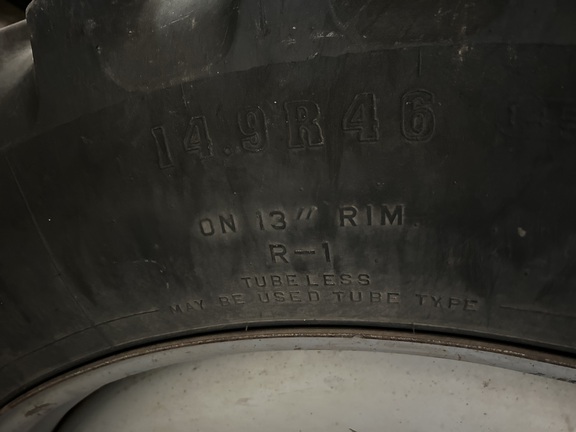 14.9R46
ON 13" RIM
R-1
TUBELESS
MAY BE USED TUBE TYPE